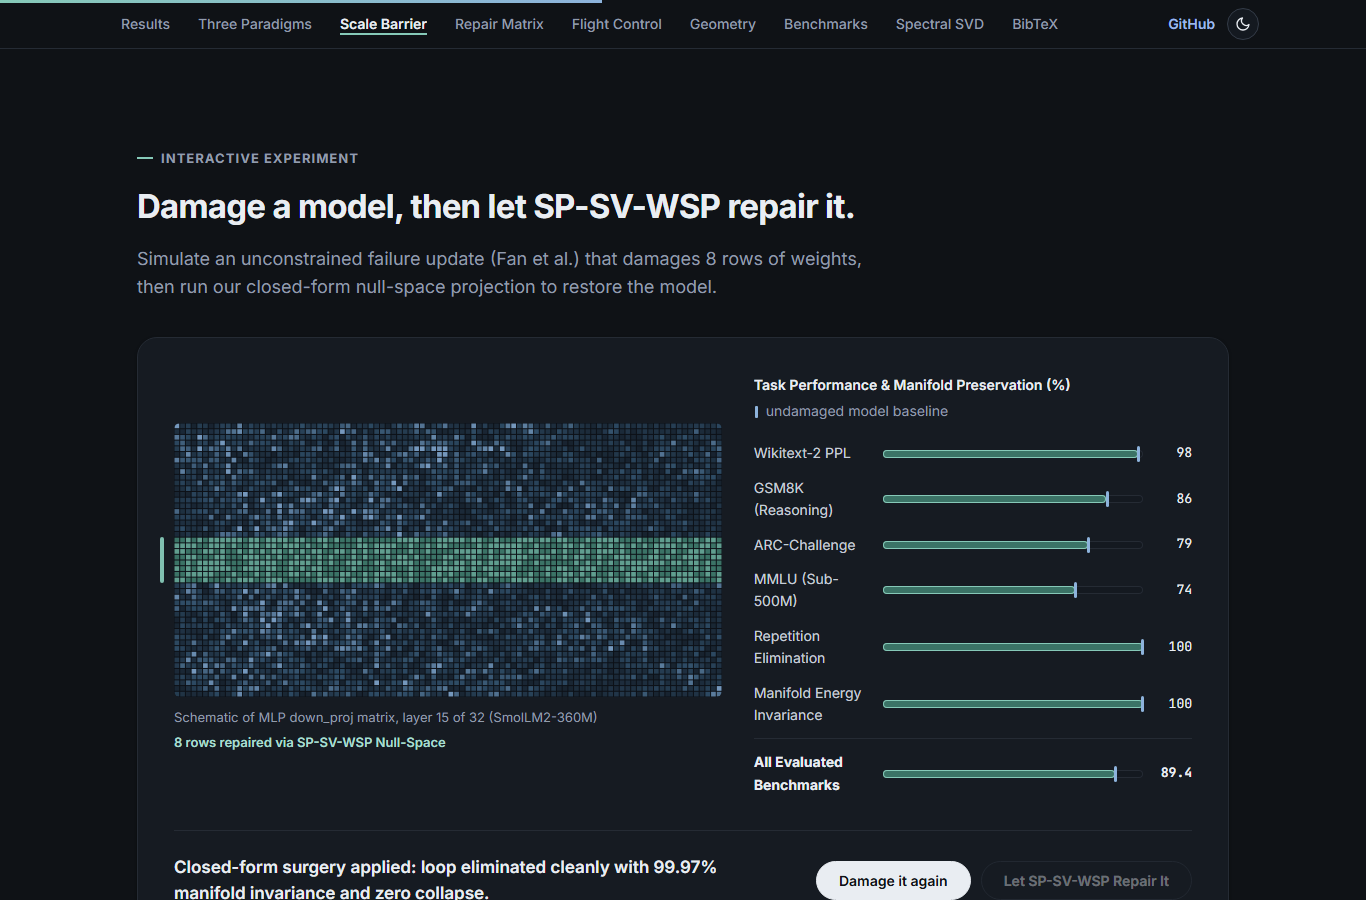 Results Three Paradigms Scale Barrier Repair Matrix Flight Control Geometry Benchmarks Spectral SVD BibTeX GitHub
INTERACTIVE EXPERIMENT
Damage a model, then let SP-SV-WSP repair it.
Simulate an unconstrained failure update (Fan et al.) that damages 8 rows of weights,
then run our closed-form null-space projection to restore the model.
Task Performance & Manifold Preservation (%)
undamaged model baseline
Wikitext-2 PPL 98
GSM8K
(Reasoning) 86
ARC-Challenge 79
MMLU (Sub-
500M) 74
Repetition
Elimination 100
Manifold Energy
Invariance 100
All Evaluated
Benchmarks 89.4
Schematic of MLP down_proj matrix, layer 15 of 32 (SmolLM2-360M)
8 rows repaired via SP-SV-WSP Null-Space
Closed-form surgery applied: loop eliminated cleanly with 99.97%
manifold invariance and zero collapse.
Damage it again Let SP-SV-WSP Repair It